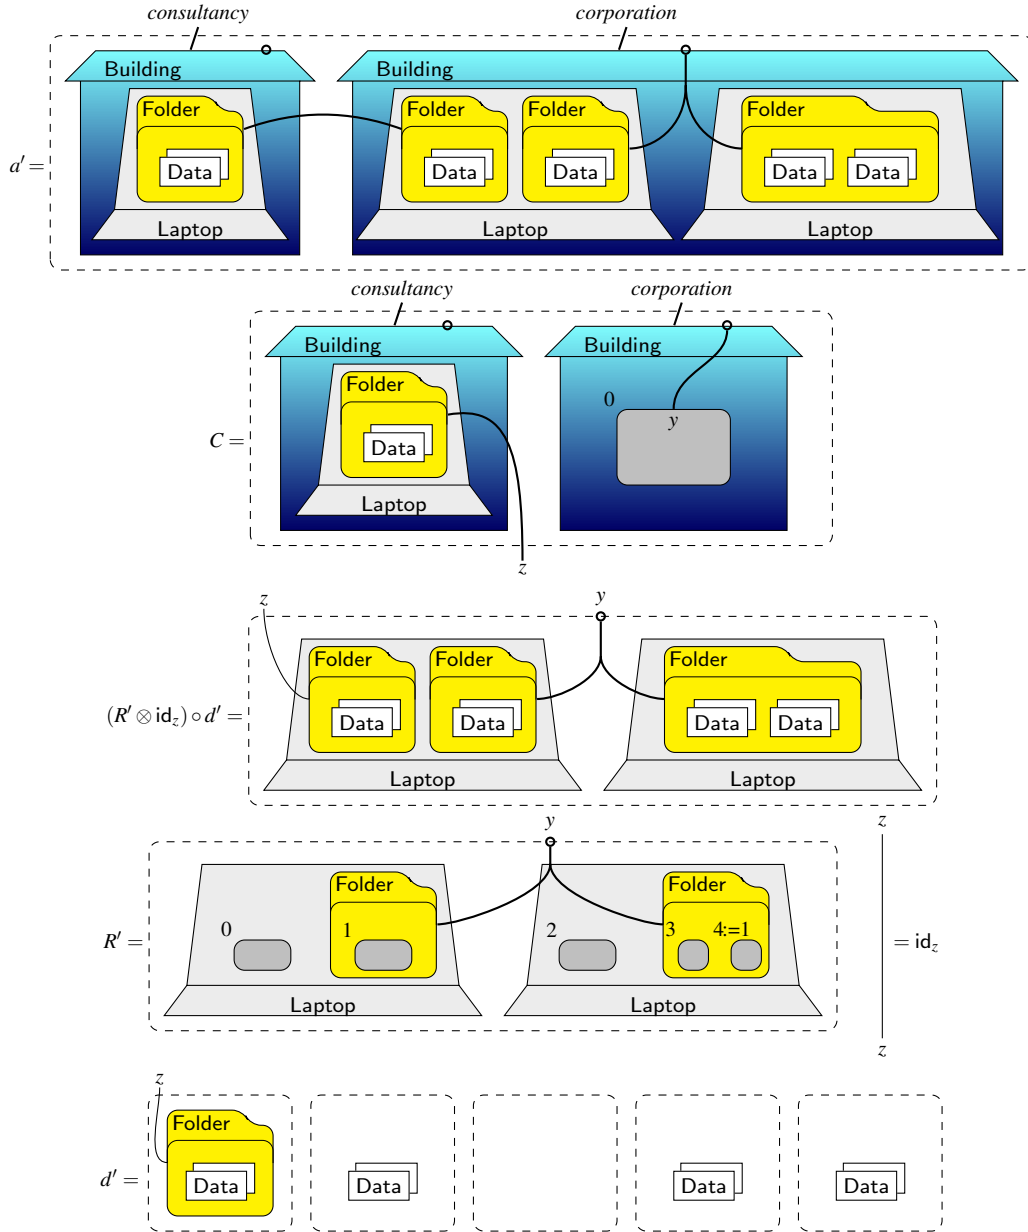 consultancy corporation
Building Building
Folder Folder Folder Folder
a′ =
Data Data Data Data Data
Laptop Laptop Laptop
consultancy corporation
Building Building
Folder
0
y
C =
Data
Laptop
z
z y
Folder Folder Folder
(R′ ⊗ id_z) ∘ d′ =
Data Data Data Data
Laptop Laptop
y z
Folder Folder
0 1 2 3 4:=1
R′ = = id_z
Laptop Laptop
z
z
Folder
d′ =
Data Data Data Data